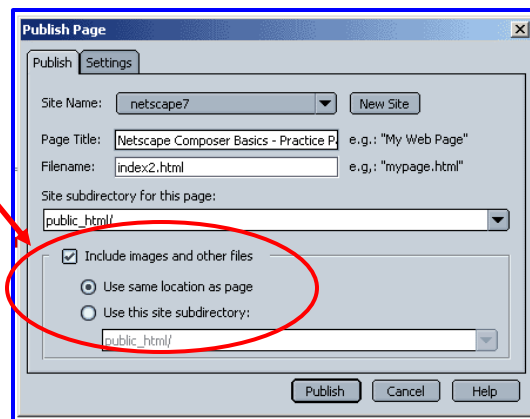 Publish Page
Publish Settings
Site Name: netscape7 New Site
Page Title: Netscape Composer Basics - Practice P e.g.: "My Web Page"
Filename: index2.html e.g,: "mypage.html"
Site subdirectory for this page:
public_html/
Include images and other files
Use same location as page
Use this site subdirectory:
public_html/
Publish Cancel Help